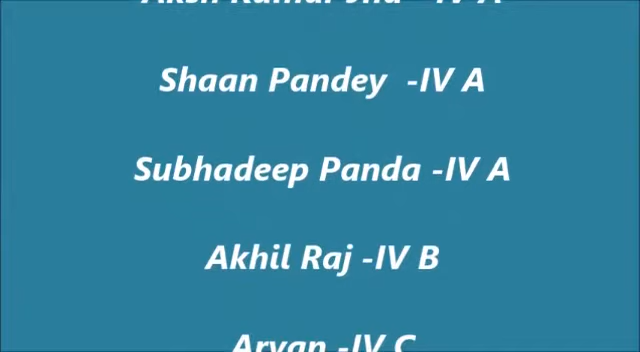 Shaan Pandey -IV A
Subhadeep Panda -IV A
Akhil Raj -IV B
Aryan -IV C